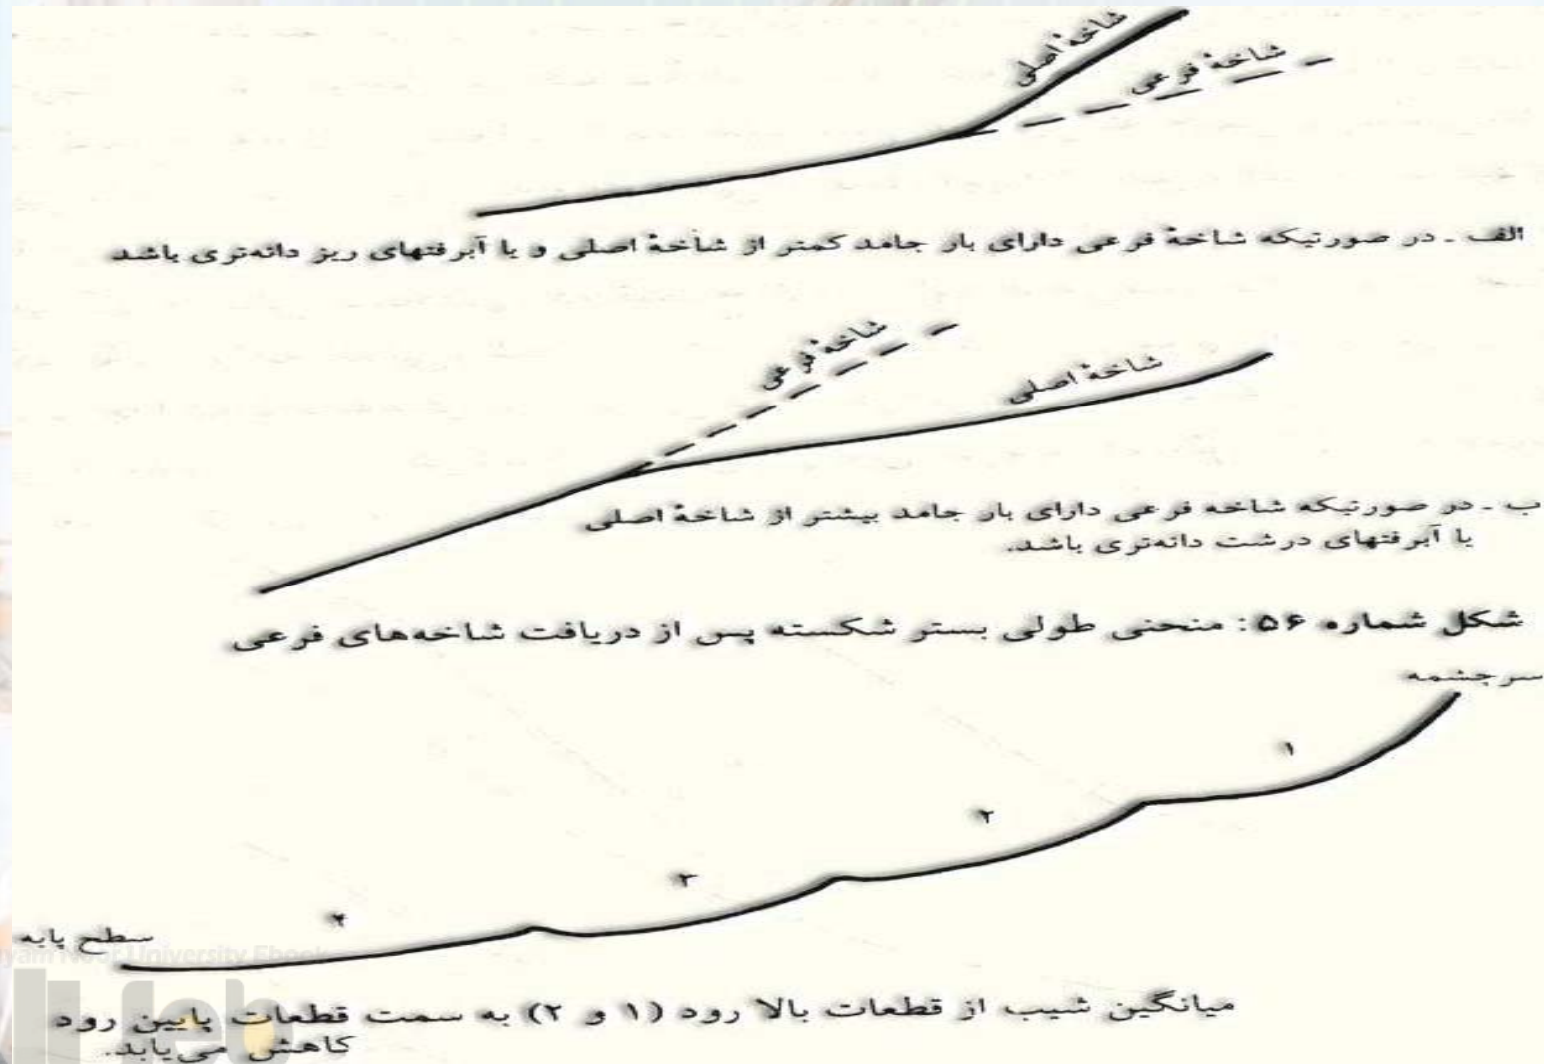 شاخهٔ اصلی
شاخهٔ فرعی
الف ـ در صورتیکه شاخهٔ فرعی دارای بار جامد کمتر از شاخهٔ اصلی و با آبرفتهای ریز دانه‌تری باشد
شاخهٔ فرعی
شاخهٔ اصلی
ب ـ در صورتیکه شاخه فرعی دارای بار جامد بیشتر از شاخهٔ اصلی
با آبرفتهای درشت دانه‌تری باشد.
شکل شماره ۵۶: منحنی طولی بستر شکسته پس از دریافت شاخه‌های فرعی
سرچشمه
۱
۲
۳
۴
سطح پایه
University Ebook
میانگین شیب از قطعات بالا رود (۱ و ۲) به سمت قطعات پایین رود
کاهش می‌یابد.